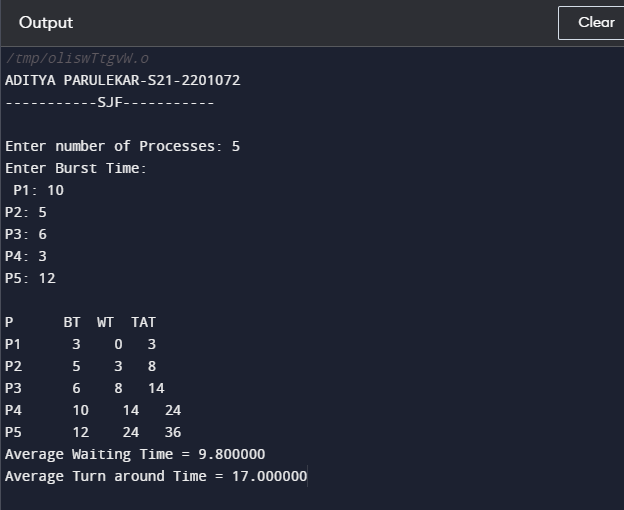 Output
Clear
/tmp/oliswTtgvW.o
ADITYA PARULEKAR-S21-2201072
-----------SJF-----------
Enter number of Processes: 5
Enter Burst Time:
P1: 10
P2: 5
P3: 6
P4: 3
P5: 12
P BT WT TAT
P1 3 0 3
P2 5 3 8
P3 6 8 14
P4 10 14 24
P5 12 24 36
Average Waiting Time = 9.800000
Average Turn around Time = 17.000000